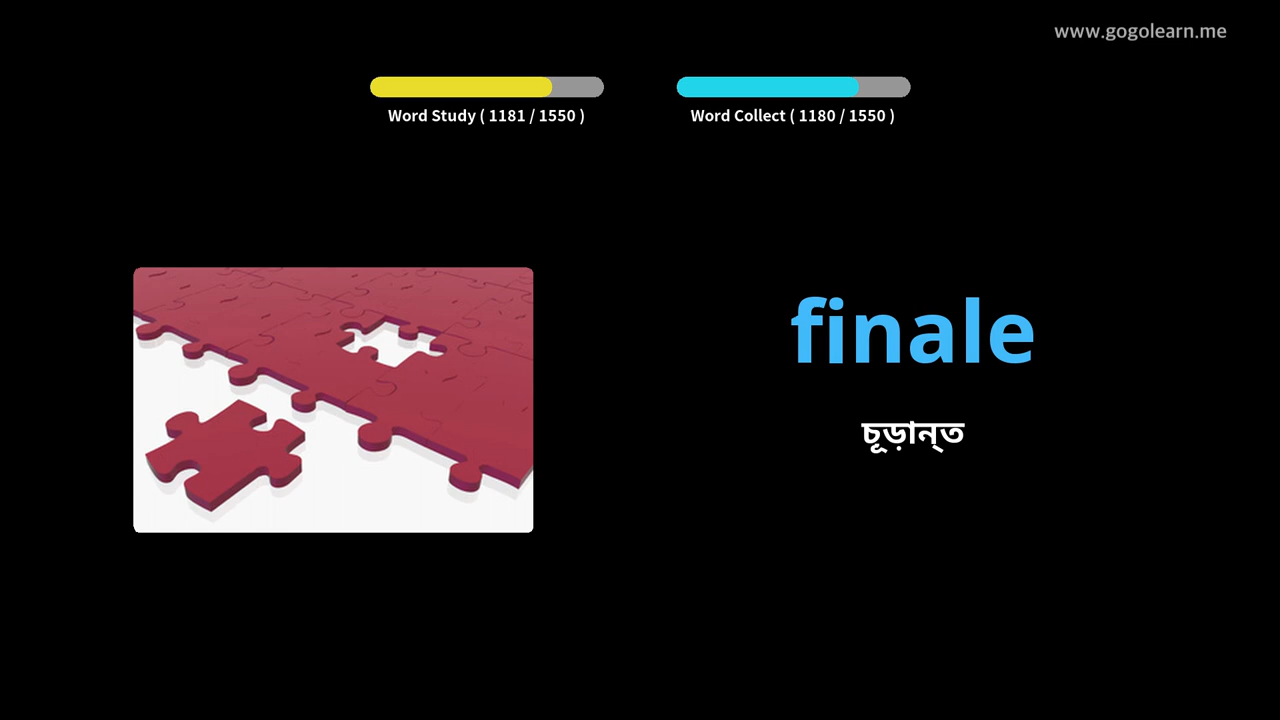 www.gogolearn.me
Word Study ( 1181 / 1550 )
Word Collect ( 1180 / 1550 )
finale
চূড়ান্ত